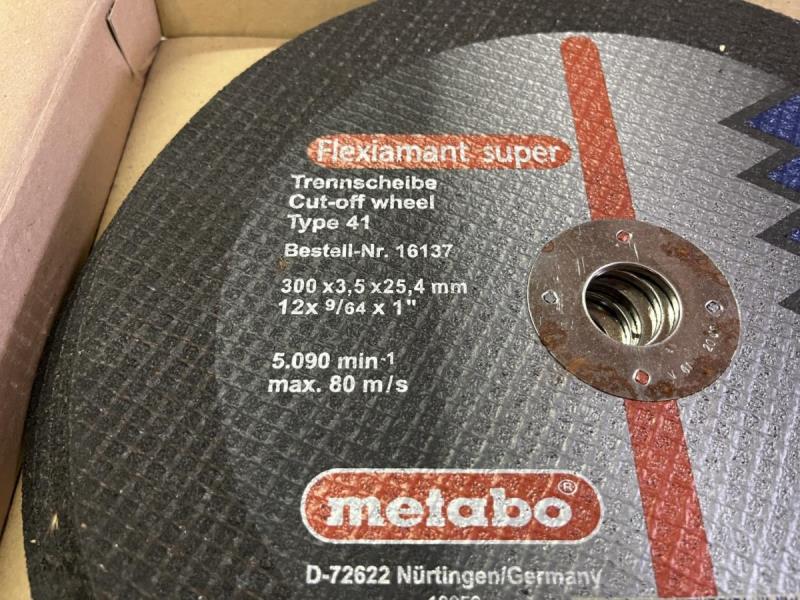 Flexiamant super
Trennscheibe
Cut-off wheel
Type 41
Bestell-Nr. 16137
300 x3,5 x25,4 mm
12x 9/64 x 1"
5.090 min-1
max. 80 m/s
metabo®
D-72622 Nürtingen/Germany